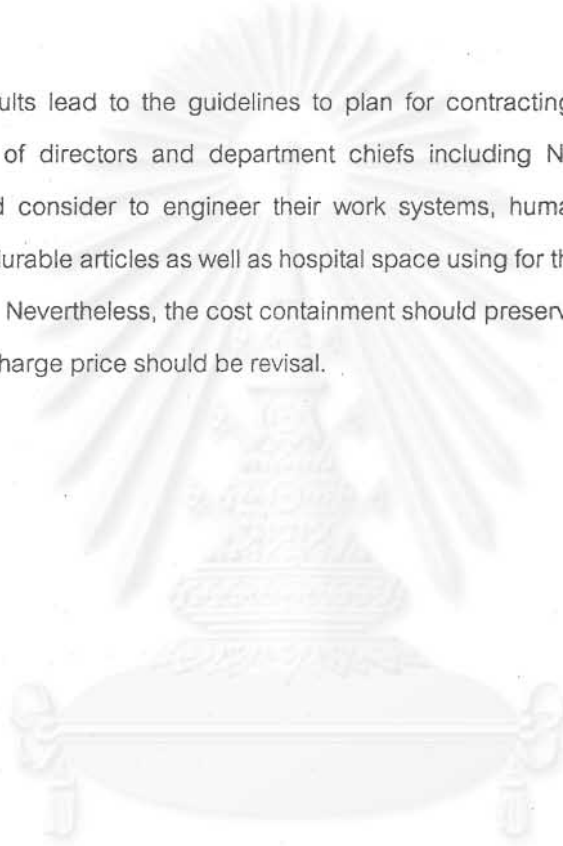 ults lead to the guidelines to plan for contracting
of directors and department chiefs including N
d consider to engineer their work systems, huma
durable articles as well as hospital space using for th
Nevertheless, the cost containment should preserv
harge price should be revisal.